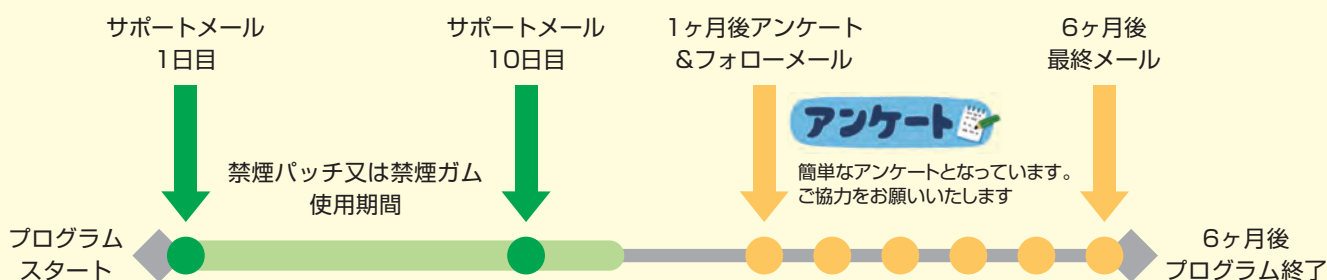 サポートメール
1日目
サポートメール
10日目
1ヶ月後アンケート
&フォローメール
6ヶ月後
最終メール
アンケート
簡単なアンケートとなっています。
ご協力をお願いいたします
禁煙パッチ又は禁煙ガム
使用期間
プログラム
スタート
6ヶ月後
プログラム終了